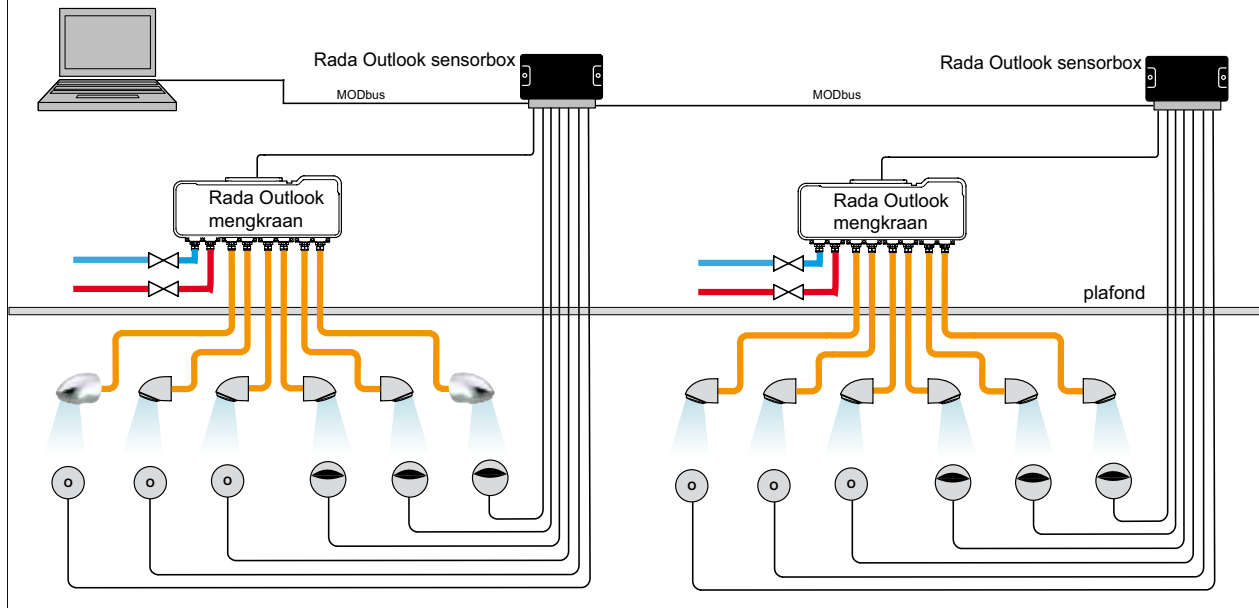 Rada Outlook sensorbox
Rada Outlook sensorbox
MODbus
MODbus
Rada Outlook
mengkraan
Rada Outlook
mengkraan
plafond
o
o
o
o
o
o